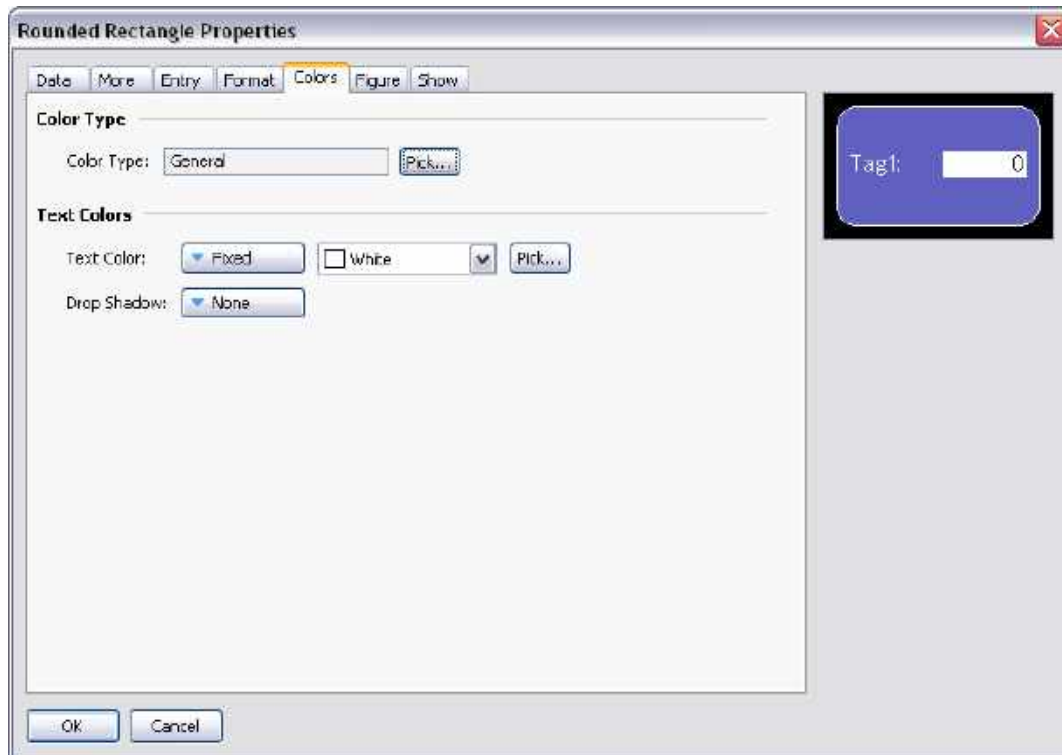 Rounded Rectangle Properties
Data More Entry Format Colors Figure Show
Color Type
Color Type: General Pick...
Tag1: 0
Text Colors
Text Color: Fixed White Pick...
Drop Shadow: None
OK Cancel